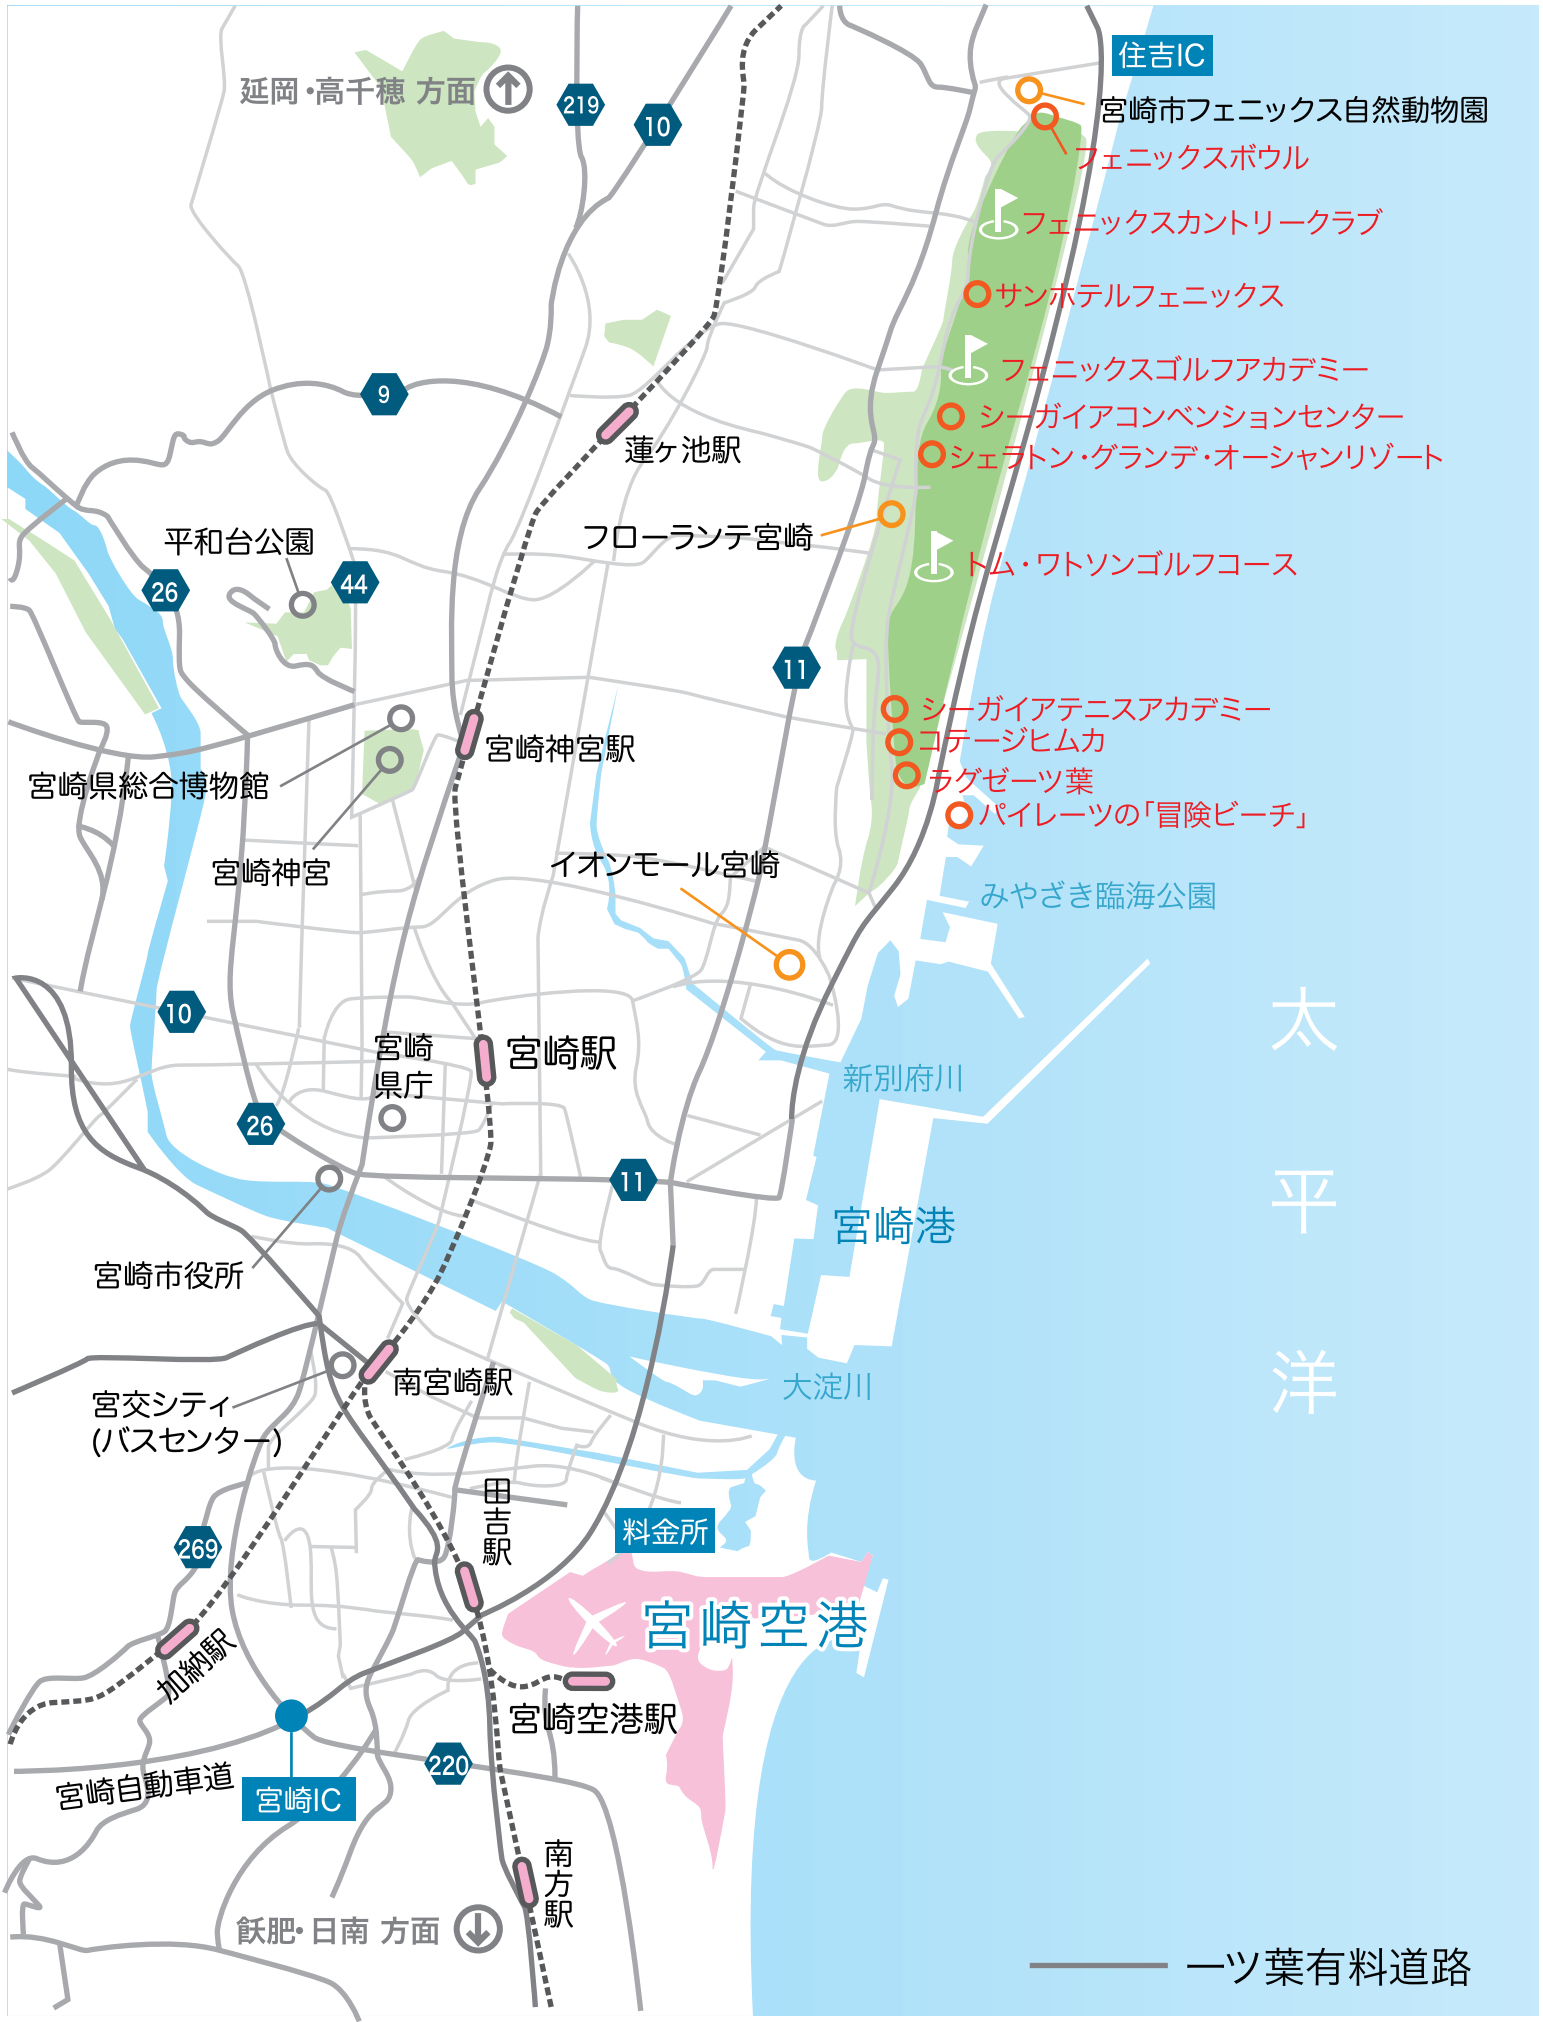 住吉IC
延岡・高千穂 方面
219
10
宮崎市フェニックス自然動物園
フェニックスボウル
フェニックスカントリークラブ
サンホテルフェニックス
フェニックスゴルフアカデミー
9
シーガイアコンベンションセンター
蓮ヶ池駅
シェラトン・グランデ・オーシャンリゾート
フローランテ宮崎
平和台公園
トム・ワトソンゴルフコース
26
44
11
シーガイアテニスアカデミー
コテージヒムカ
宮崎神宮駅
ラグゼーツ葉
宮崎県総合博物館
パイレーツの「冒険ビーチ」
宮崎神宮
イオンモール宮崎
みやざき臨海公園
10
太平洋
宮崎
県庁
宮崎駅
新別府川
26
11
宮崎港
宮崎市役所
南宮崎駅
大淀川
宮交シティ
(バスセンター)
田吉駅
料金所
269
宮崎空港
加納駅
宮崎空港駅
220
宮崎自動車道
宮崎IC
南方駅
飫肥・日南 方面
一ツ葉有料道路